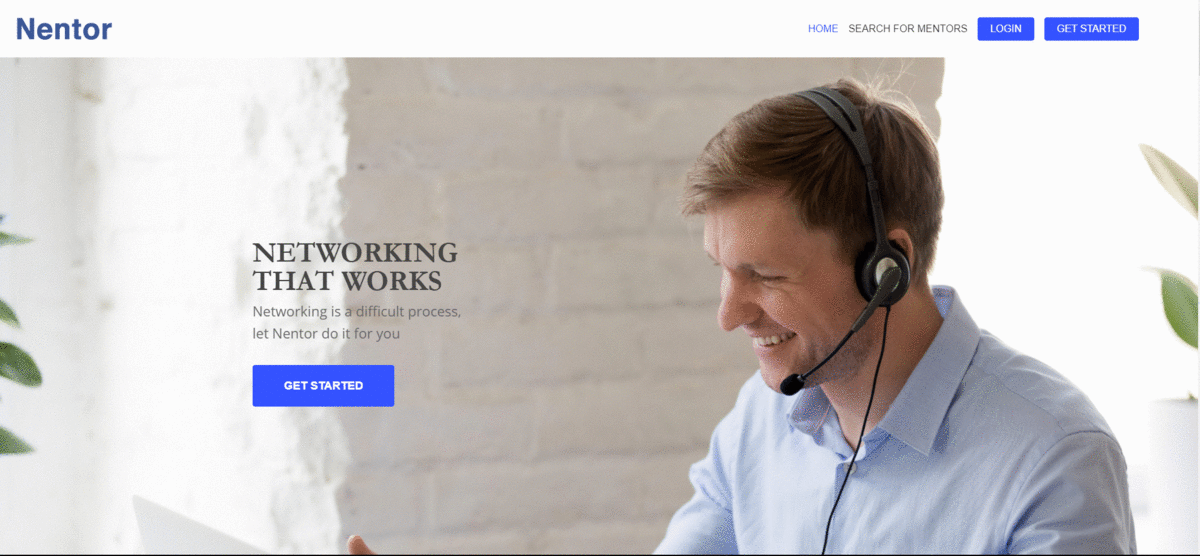 Nentor
HOME SEARCH FOR MENTORS LOGIN GET STARTED
NETWORKING
THAT WORKS
Networking is a difficult process,
let Nentor do it for you
GET STARTED